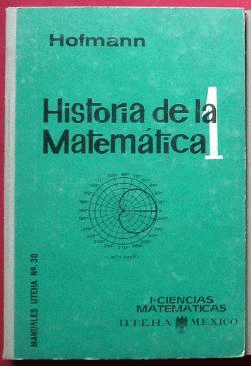 Hofmann
Historia de la
Matemática 1
I-CIENCIAS
MATEMATICAS
UTEHA MEXICO
MANUALES UTEHA Nº. 30